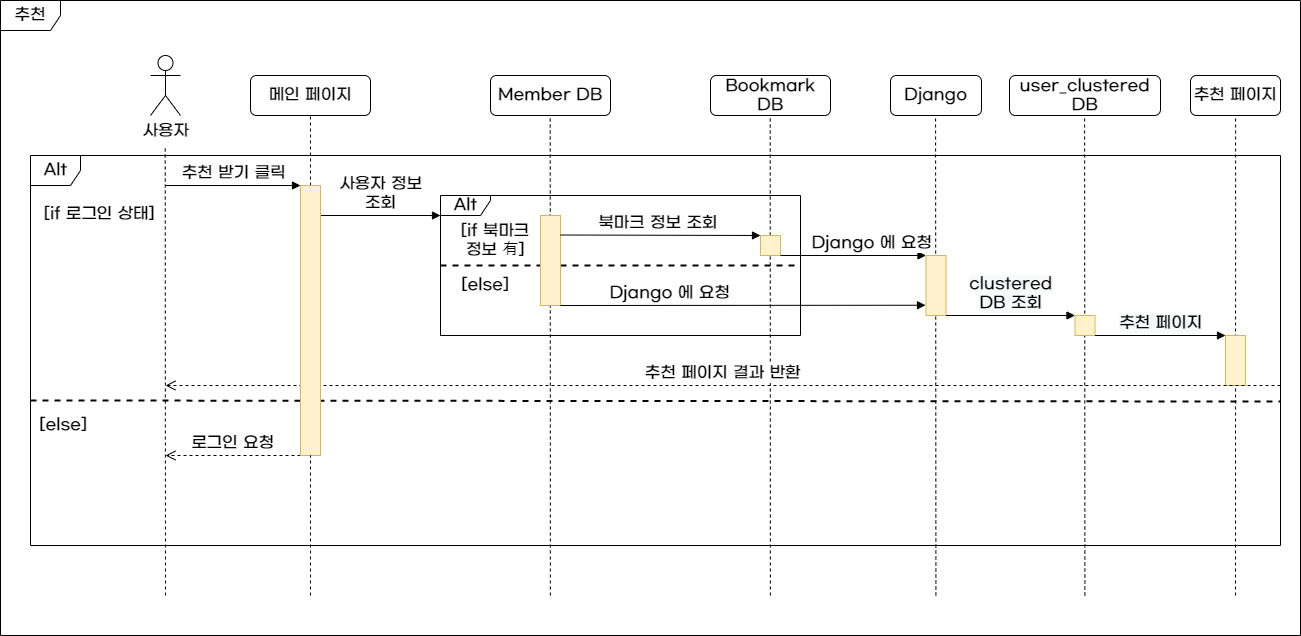 추천
사용자
메인 페이지
Member DB
Bookmark
DB
Django
user_clustered
DB
추천 페이지
Alt
추천 받기 클릭
[if 로그인 상태]
사용자 정보
조회
Alt
[if 북마크
정보 有]
북마크 정보 조회
Django 에 요청
[else]
Django 에 요청
clustered
DB 조회
추천 페이지
추천 페이지 결과 반환
[else]
로그인 요청